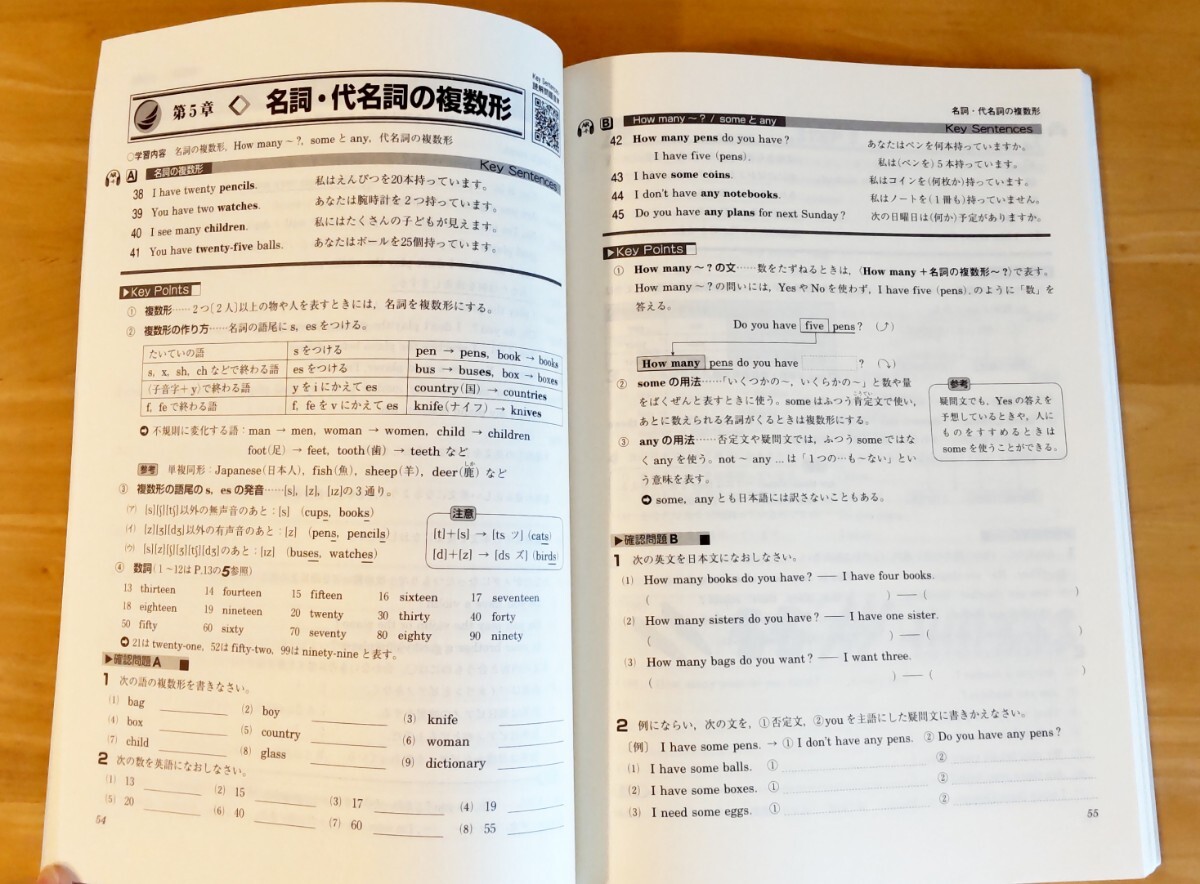 第5章 ◇ 名詞・代名詞の複数形
Key Sentences
○学習内容 名詞の複数形, How many ~ ?, some と any, 代名詞の複数形
A 名詞の複数形
Key Sentences
38 I have twenty pencils. 私はえんぴつを20本持っています。
39 You have two watches. あなたは腕時計を2つ持っています。
40 I see many children. 私にはたくさんの子どもが見えます。
41 You have twenty-five balls. あなたはボールを25個持っています。
▶Key Points
① 複数形……2つ[2人]以上の物や人を表すときには, 名詞を複数形にする。
② 複数形の作り方……名詞の語尾に s, es をつける。
たいていの語 s をつける pen → pens, book → books
s, x, sh, ch などで終わる語 es をつける bus → buses, box → boxes
(子音字+y)で終わる語 y を i にかえて es country(国) → countries
f, fe で終わる語 f, fe を v にかえて es knife(ナイフ) → knives
➲ 不規則に変化する語:man → men, woman → women, child → children
foot(足) → feet, tooth(歯) → teeth など
参考 単複同形:Japanese(日本人), fish(魚), sheep(羊), deer(鹿) など
しか
③ 複数形の語尾の s, es の発音……[s], [z], [ɪz]の3通り。
(ア) [s][ʃ][tʃ]以外の無声音のあと:[s] (cups, books)
(イ) [z][ʒ][dʒ]以外の有声音のあと:[z] (pens, pencils)
(ウ) [s][z][ʃ][ʒ][tʃ][dʒ]のあと:[ɪz] (buses, watches)
注意
[t]+[s] → [ts ツ] (cats)
[d]+[z] → [dz ズ] (birds)
④ 数詞(1~12は P.13の5参照)
13 thirteen 14 fourteen 15 fifteen 16 sixteen 17 seventeen
18 eighteen 19 nineteen 20 twenty 30 thirty 40 forty
50 fifty 60 sixty 70 seventy 80 eighty 90 ninety
➲ 21は twenty-one, 52は fifty-two, 99は ninety-nine と表す。
▶確認問題A
1 次の語の複数形を書きなさい。
(1) bag (2) boy (3) knife
(4) box (5) country (6) woman
(7) child (8) glass (9) dictionary
2 次の数を英語になおしなさい。
(1) 13 (2) 15 (3) 17 (4) 19
(5) 20 (6) 40 (7) 60 (8) 55
54
名詞・代名詞の複数形
B How many ~ ? / some と any
Key Sentences
42 How many pens do you have? あなたはペンを何本持っていますか。
I have five (pens). 私は(ペンを)5本持っています。
43 I have some coins. 私はコインを(何枚か)持っています。
44 I don't have any notebooks. 私はノートを(1冊も)持っていません。
45 Do you have any plans for next Sunday? 次の日曜日は(何か)予定がありますか。
▶Key Points
① How many ~ ? の文……数をたずねるときは, 〈How many+名詞の複数形~?〉で表す。
How many ~ ? の問いには, Yes や No を使わず, I have five (pens). のように「数」を
答える。
Do you have five pens?
How many pens do you have ?
② some の用法……「いくつかの~, いくらかの~」と数や量
をばくぜんと表すときに使う。some はふつう肯定文で使い,
あとに数えられる名詞がくるときは複数形にする。
③ any の用法……否定文や疑問文では, ふつう some ではな
く any を使う。not ~ any ... は「1つの…も~ない」とい
う意味を表す。
➲ some, any とも日本語には訳さないこともある。
参考
疑問文でも, Yes の答えを
予想しているときや, 人に
ものをすすめるときは
some を使うことができる。
▶確認問題B
1 次の英文を日本文になおしなさい。
(1) How many books do you have? ― I have four books.
( ) ― ( )
(2) How many sisters do you have? ― I have one sister.
( ) ― ( )
(3) How many bags do you want? ― I want three.
( ) ― ( )
2 例にならい, 次の文を, ①否定文, ②you を主語にした疑問文に書きかえなさい。
〔例〕 I have some pens. → ① I don't have any pens. ② Do you have any pens?
(1) I have some balls. ① ②
(2) I have some boxes. ① ②
(3) I need some eggs. ① ②
55